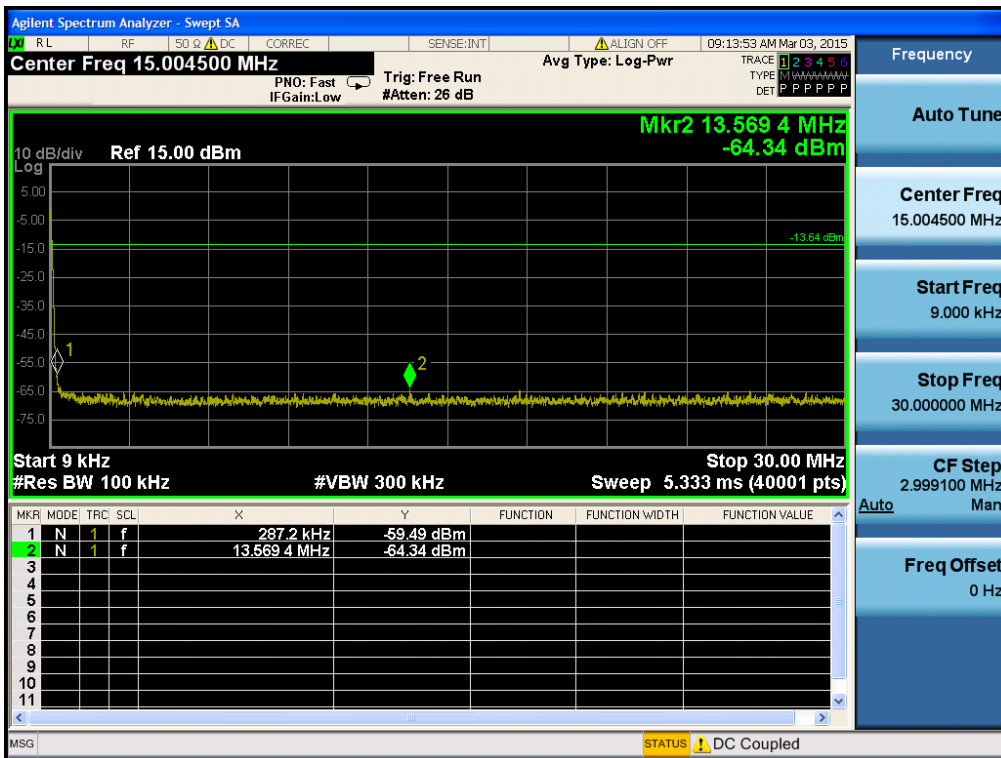 Agilent Spectrum Analyzer - Swept SA
LXI RL RF 50 Ω DC CORREC SENSE:INT ALIGN OFF 09:13:53 AM Mar 03, 2015
Center Freq 15.004500 MHz
PNO: Fast
IFGain:Low
Trig: Free Run
#Atten: 26 dB
Avg Type: Log-Pwr
TRACE 1 2 3 4 5 6
TYPE M W W W W W
DET P P P P P P
Mkr2 13.569 4 MHz
-64.34 dBm
10 dB/div Ref 15.00 dBm
Log
5.00
-5.00
-13.64 dBm
-15.0
-25.0
-35.0
-45.0
1
-55.0
2
-65.0
-75.0
Start 9 kHz Stop 30.00 MHz
#Res BW 100 kHz #VBW 300 kHz Sweep 5.333 ms (40001 pts)
MKR MODE TRC SCL X Y FUNCTION FUNCTION WIDTH FUNCTION VALUE
1 N 1 f 287.2 kHz -59.49 dBm
2 N 1 f 13.569 4 MHz -64.34 dBm
3
4
5
6
7
8
9
10
11
MSG STATUS DC Coupled
Frequency
Auto Tune
Center Freq
15.004500 MHz
Start Freq
9.000 kHz
Stop Freq
30.000000 MHz
CF Step
2.999100 MHz
Auto Man
Freq Offset
0 Hz